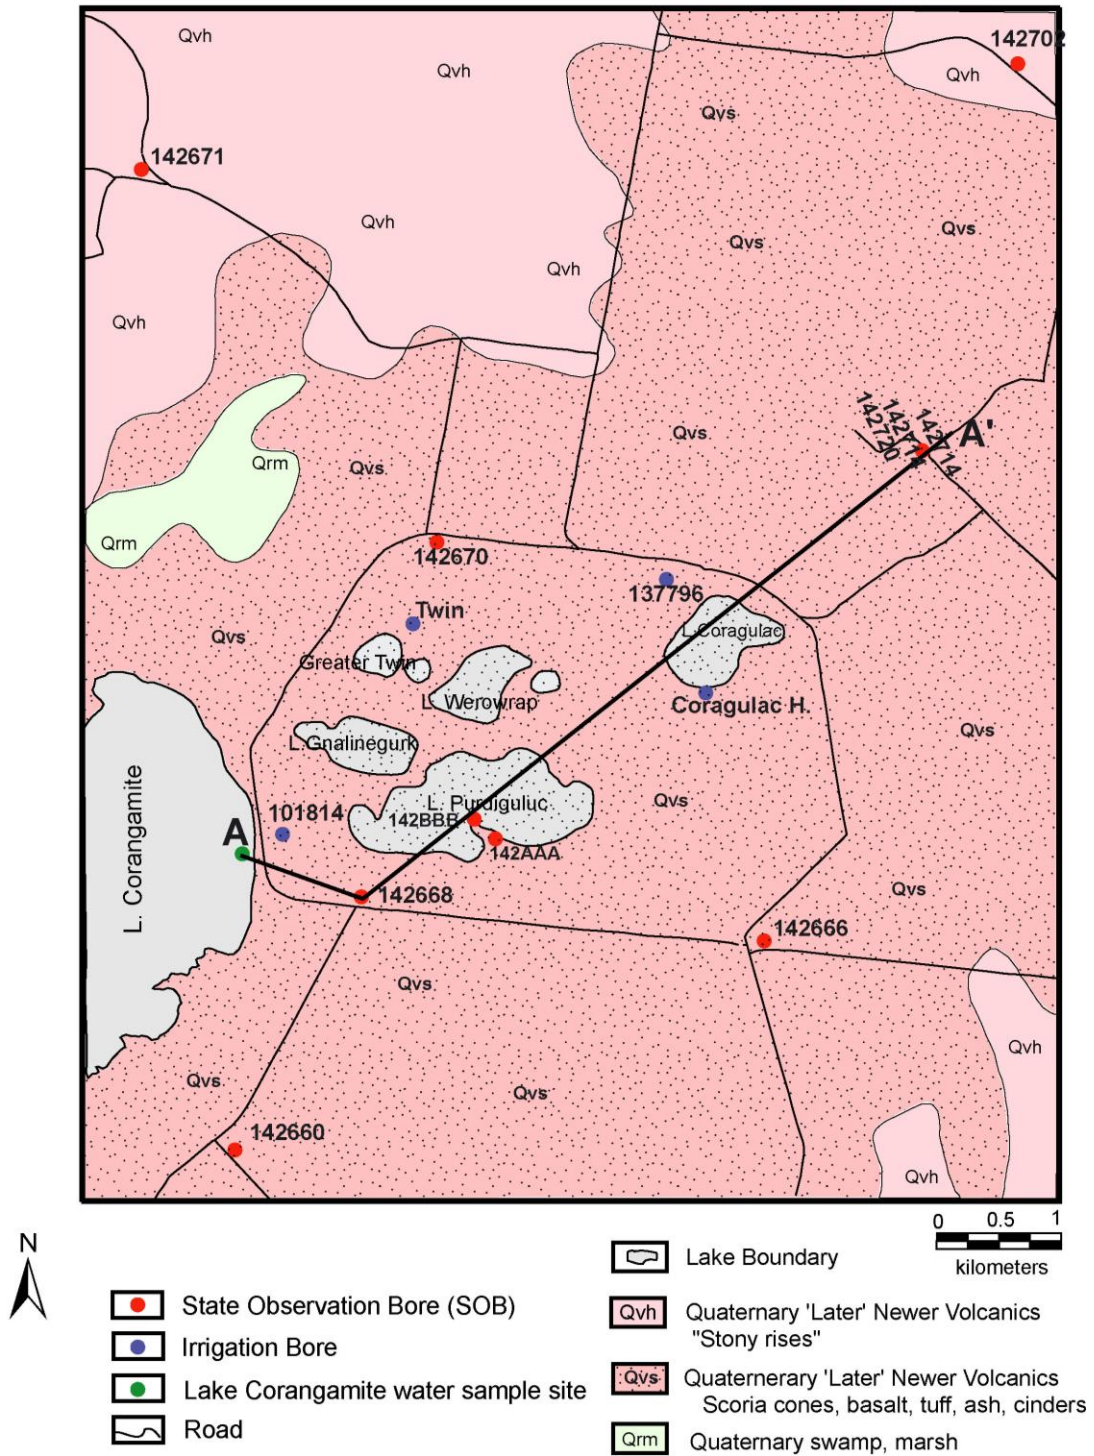 Qvh
142702
Qvh
Qvh
Qvs
142671
Qvh
Qvs
Qvs
Qvh
Qvh
142720
142714
142714
A'
Qvs
Qrm
Qvs
Qrm
142670
137796
Twin
L.Coragulac
Qvs
Greater Twin
L. Werowrap
Coragulac H.
Qvs
L.Gnalinegurk
L. Corangamite
L. Purdiguluc
Qvs
101814
142BBB
A
142AAA
142668
Qvs
142666
Qvs
Qvh
Qvs
Qvs
142660
Qvh
N
0 0.5 1
kilometers
State Observation Bore (SOB)
Irrigation Bore
Lake Corangamite water sample site
Road
Lake Boundary
Qvh Quaternary 'Later' Newer Volcanics
"Stony rises"
Qvs Quaternerary 'Later' Newer Volcanics
Scoria cones, basalt, tuff, ash, cinders
Qrm Quaternary swamp, marsh